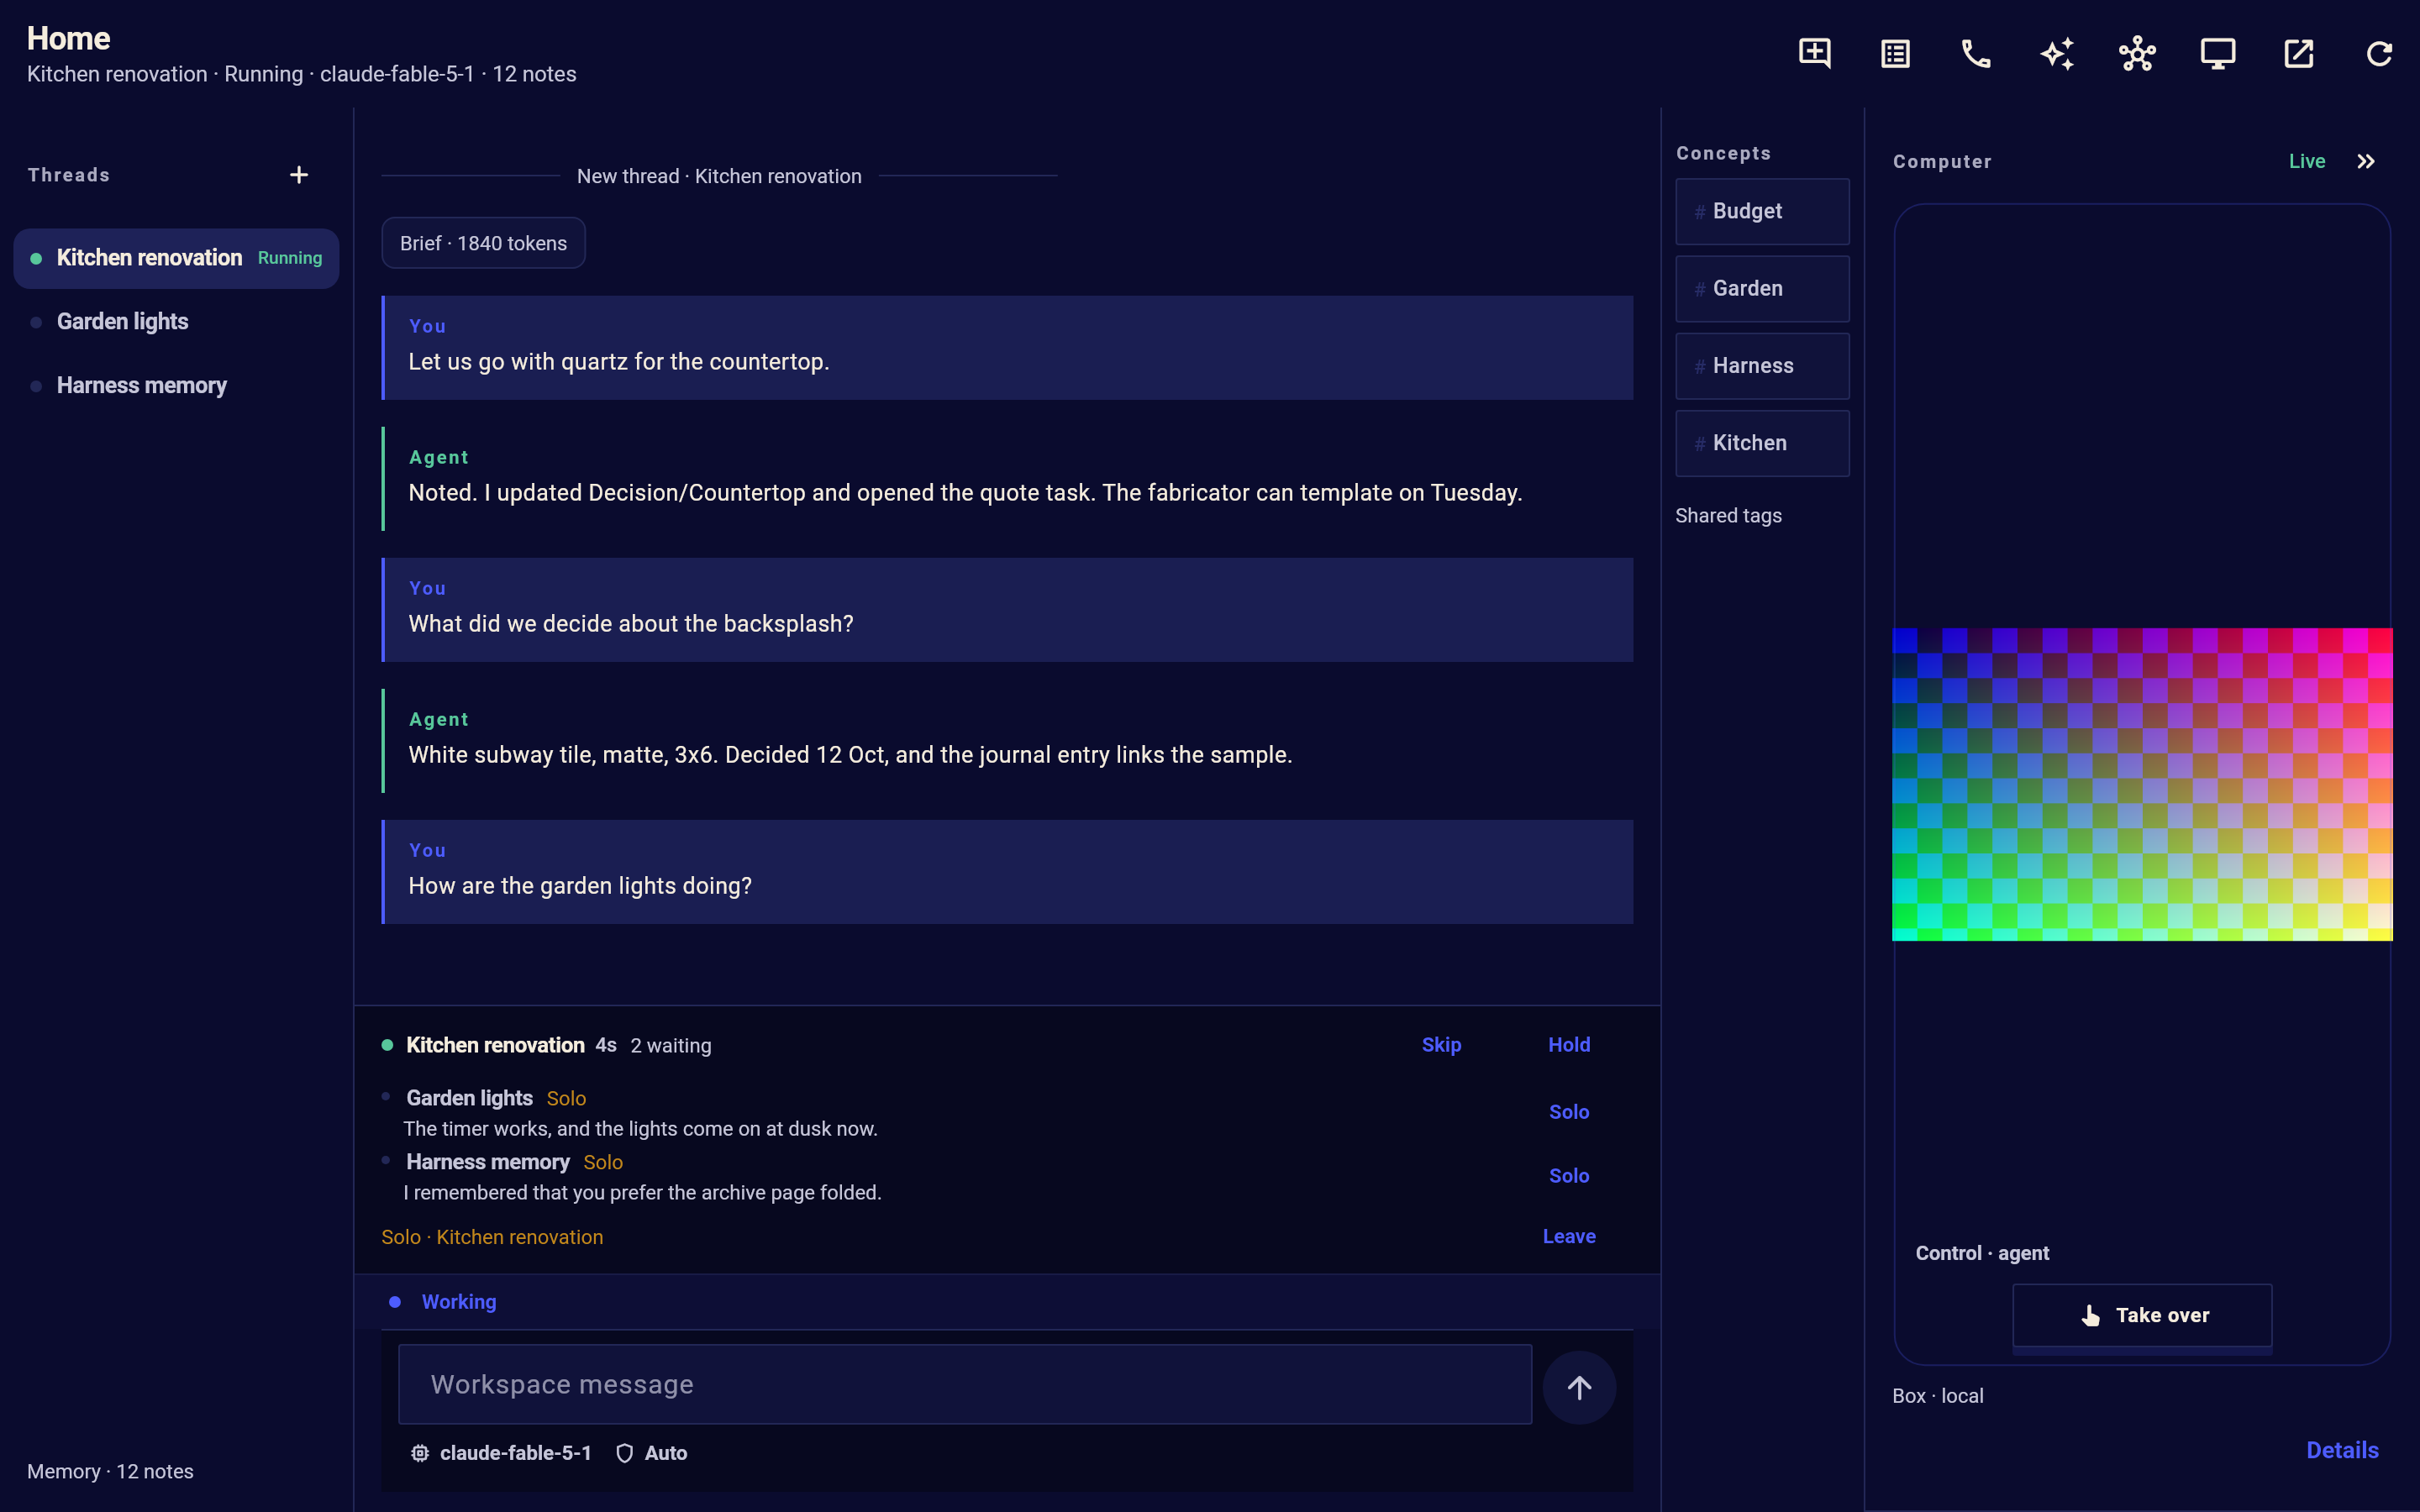 Home
Kitchen renovation · Running · claude-fable-5-1 · 12 notes
Threads
Kitchen renovation Running
Garden lights
Harness memory
Memory · 12 notes
New thread · Kitchen renovation
Brief · 1840 tokens
You
Let us go with quartz for the countertop.
Agent
Noted. I updated Decision/Countertop and opened the quote task. The fabricator can template on Tuesday.
You
What did we decide about the backsplash?
Agent
White subway tile, matte, 3x6. Decided 12 Oct, and the journal entry links the sample.
You
How are the garden lights doing?
Kitchen renovation 4s 2 waiting Skip Hold
Garden lights Solo
The timer works, and the lights come on at dusk now.
Solo
Harness memory Solo
I remembered that you prefer the archive page folded.
Solo
Solo · Kitchen renovation Leave
Working
Workspace message
claude-fable-5-1 Auto
Concepts
# Budget
# Garden
# Harness
# Kitchen
Shared tags
Computer Live
Control · agent
Take over
Box · local
Details